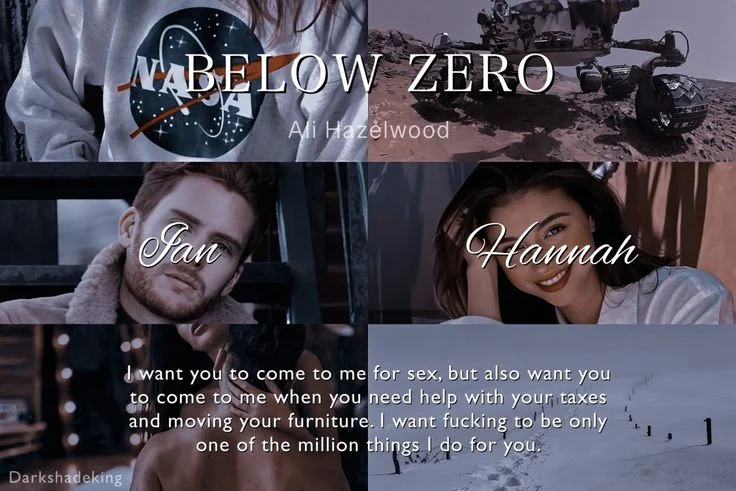 NASA
BELOW ZERO
Ali Hazelwood
Ian
Hannah
I want you to come to me for sex, but also want you
to come to me when you need help with your taxes
and moving your furniture. I want fucking to be only
one of the million things I do for you.
Darkshadeking